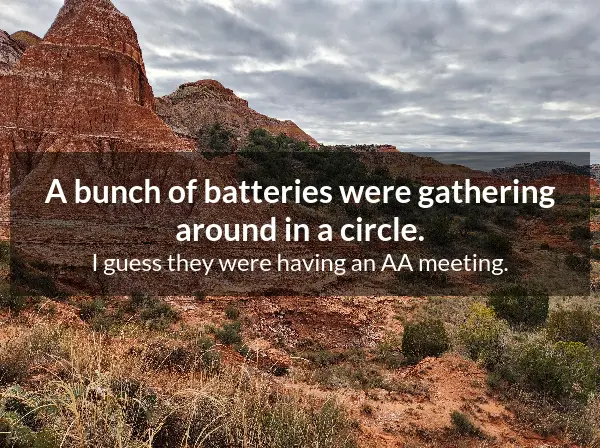 A bunch of batteries were gathering
around in a circle.
I guess they were having an AA meeting.